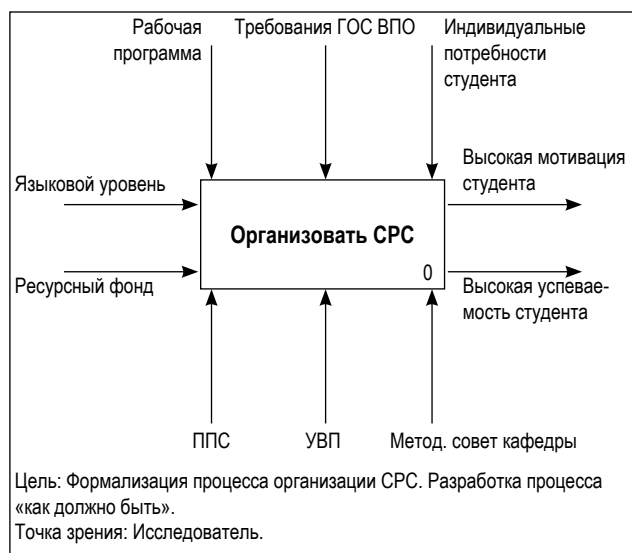 Рабочая
программа
Требования ГОС ВПО
Индивидуальные
потребности
студента
Языковой уровень
Высокая мотивация
студента
Организовать СРС
0
Ресурсный фонд
Высокая успевае-
мость студента
ППС
УВП
Метод. совет кафедры
Цель: Формализация процесса организации СРС. Разработка процесса
«как должно быть».
Точка зрения: Исследователь.